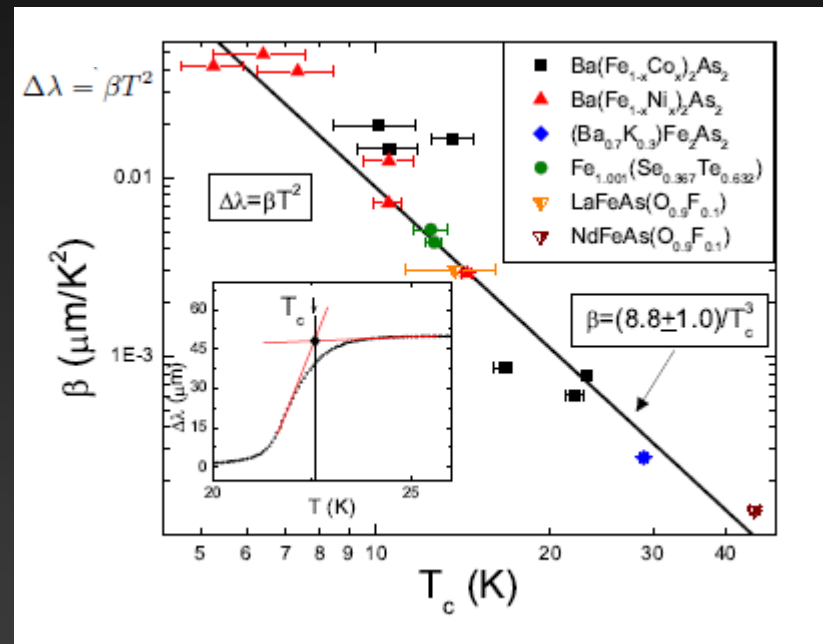 Δλ = βT²
Ba(Fe₁₋ₓCoₓ)₂As₂
Ba(Fe₁₋ₓNiₓ)₂As₂
(Ba₀.₇K₀.₃)Fe₂As₂
Fe₁.₀₀₁(Se₀.₃₆₇Te₀.₆₃₂)
LaFeAs(O₀.₉F₀.₁)
NdFeAs(O₀.₉F₀.₁)
0.01
Δλ=βT²
β (μm/K²)
1E-3
β=(8.8±1.0)/T_c³
T_c
60
45
30
15
0
Δλ (μm)
20 25
T (K)
5 6 7 8 9 10 20 30 40
T_c (K)